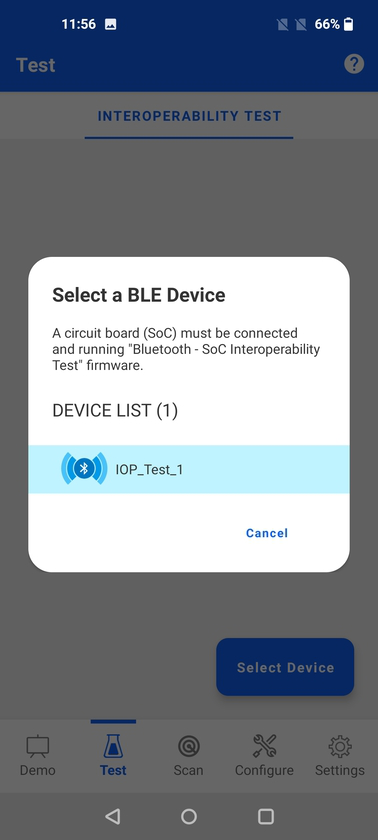 11:56
66%
Test
INTEROPERABILITY TEST
Select a BLE Device
A circuit board (SoC) must be connected
and running "Bluetooth - SoC Interoperability
Test" firmware.
DEVICE LIST (1)
IOP_Test_1
Cancel
Select Device
Demo
Test
Scan
Configure
Settings